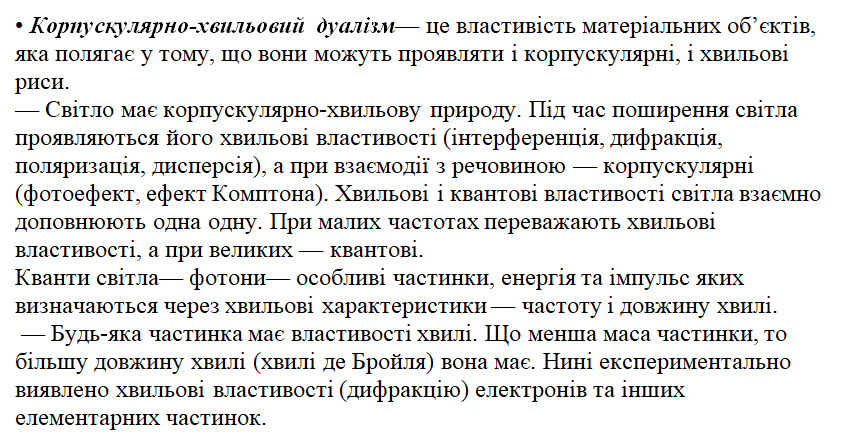 • Корпускулярно-хвильовий дуалізм— це властивість матеріальних об’єктів,
яка полягає у тому, що вони можуть проявляти і корпускулярні, і хвильові
риси.
— Світло має корпускулярно-хвильову природу. Під час поширення світла
проявляються його хвильові властивості (інтерференція, дифракція,
поляризація, дисперсія), а при взаємодії з речовиною — корпускулярні
(фотоефект, ефект Комптона). Хвильові і квантові властивості світла взаємно
доповнюють одна одну. При малих частотах переважають хвильові
властивості, а при великих — квантові.
Кванти світла— фотони— особливі частинки, енергія та імпульс яких
визначаються через хвильові характеристики — частоту і довжину хвилі.
— Будь-яка частинка має властивості хвилі. Що менша маса частинки, то
більшу довжину хвилі (хвилі де Бройля) вона має. Нині експериментально
виявлено хвильові властивості (дифракцію) електронів та інших
елементарних частинок.